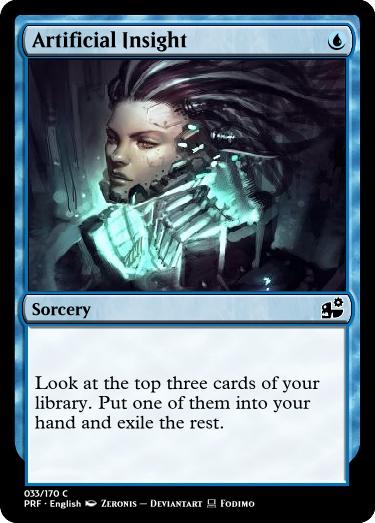 Artificial Insight
Sorcery
Look at the top three cards of your
library. Put one of them into your
hand and exile the rest.
033/170 C
PRF • English Zeronis — Deviantart Fodimo